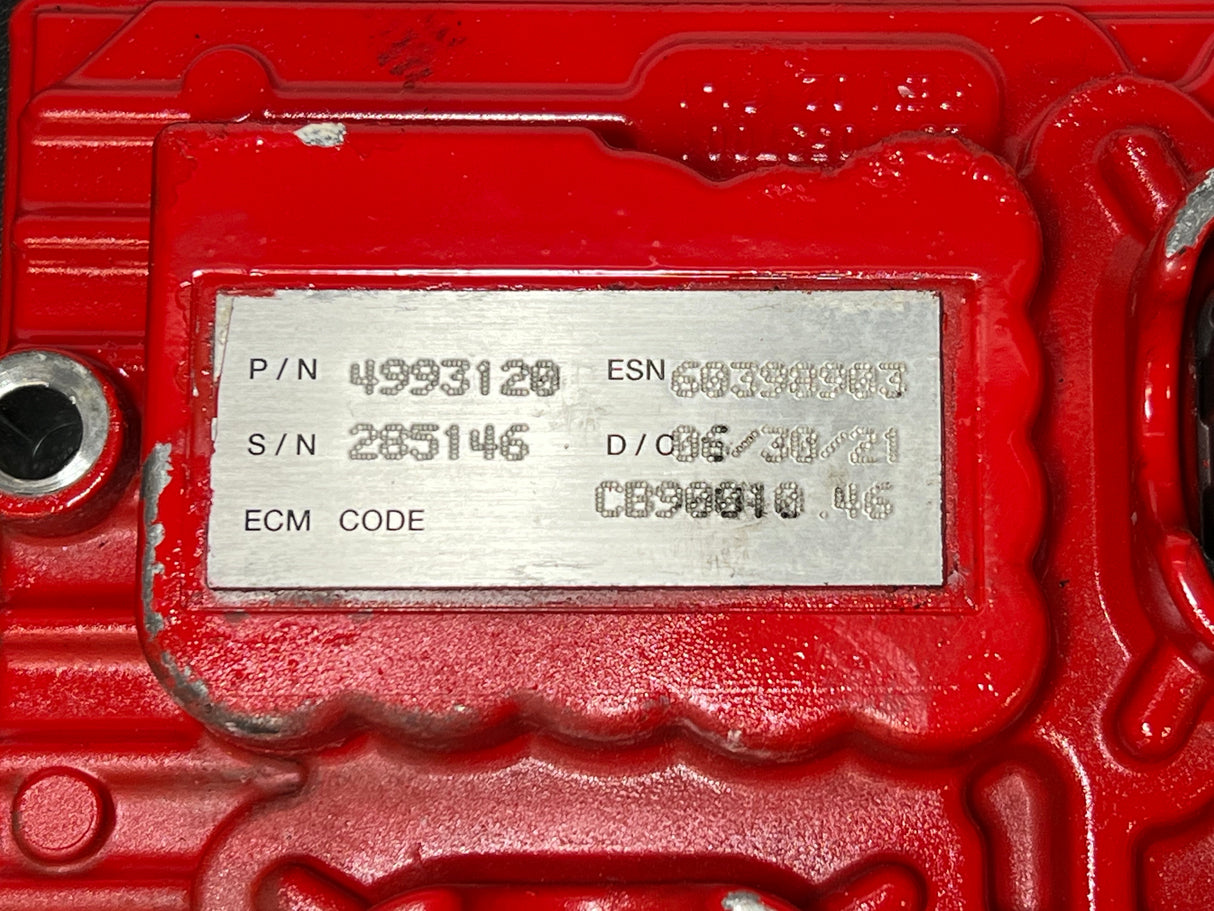 P/N 4993120 ESN 60398903
S/N 285146 D/C 06/30/21
ECM CODE CB90010.46